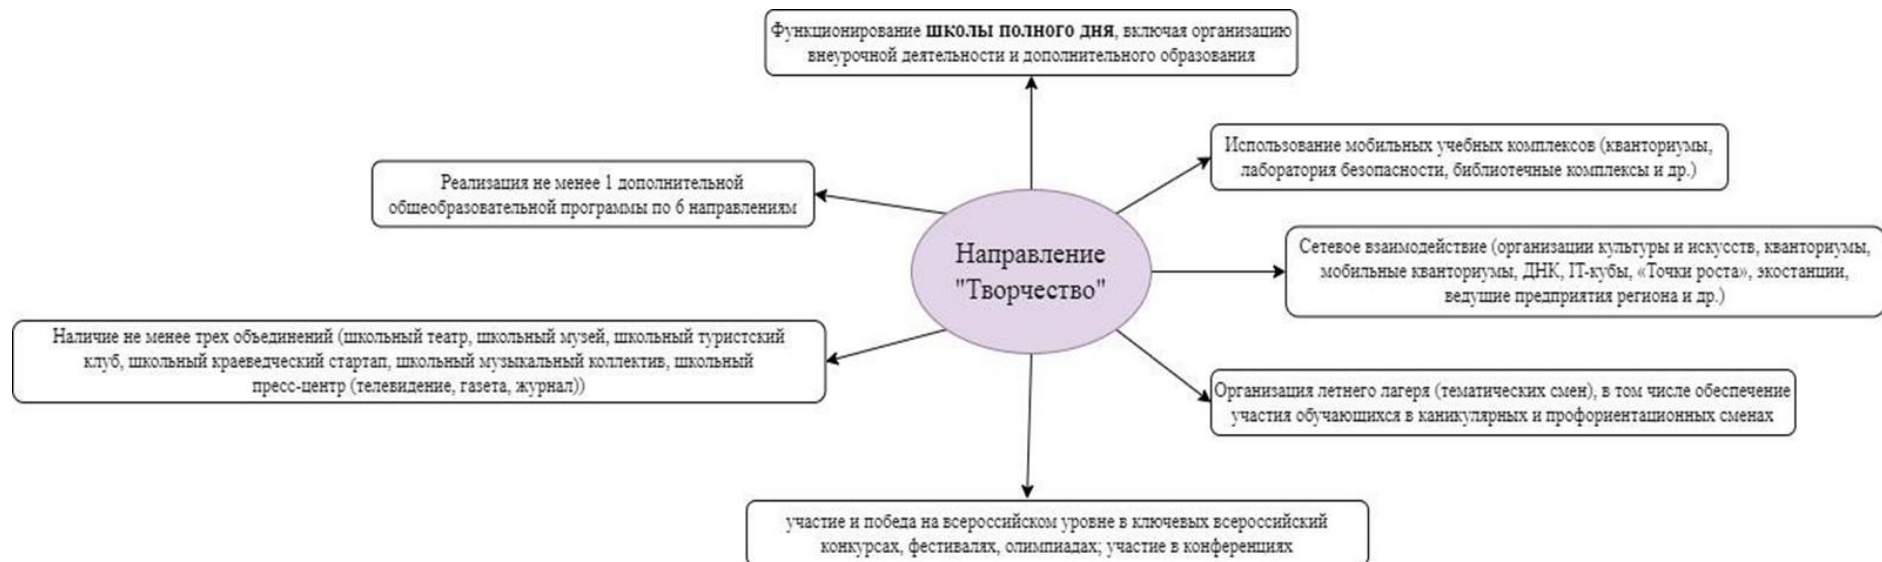 Функционирование школы полного дня, включая организацию
внеурочной деятельности и дополнительного образования
Использование мобильных учебных комплексов (кванториумы,
лаборатория безопасности, библиотечные комплексы и др.)
Реализация не менее 1 дополнительной
общеобразовательной программы по 6 направлениям
Направление
"Творчество"
Сетевое взаимодействие (организации культуры и искусств, кванториумы,
мобильные кванториумы, ДНК, IT-кубы, «Точки роста», экостанции,
ведущие предприятия региона и др.)
Наличие не менее трех объединений (школьный театр, школьный музей, школьный туристский
клуб, школьный краеведческий стартап, школьный музыкальный коллектив, школьный
пресс-центр (телевидение, газета, журнал))
Организация летнего лагеря (тематических смен), в том числе обеспечение
участия обучающихся в каникулярных и профориентационных сменах
участие и победа на всероссийском уровне в ключевых всероссийский
конкурсах, фестивалях, олимпиадах; участие в конференциях